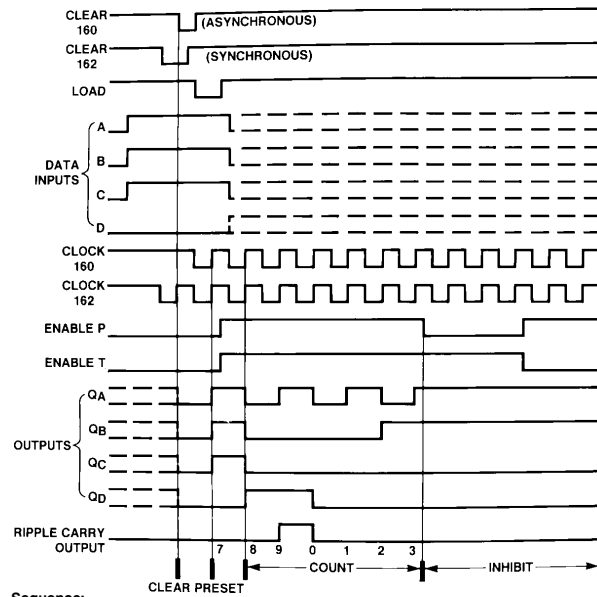 CLEAR
160
(ASYNCHRONOUS)
CLEAR
162
(SYNCHRONOUS)
LOAD
A
B
DATA
INPUTS
C
D
CLOCK
160
CLOCK
162
ENABLE P
ENABLE T
QA
QB
OUTPUTS
QC
QD
RIPPLE CARRY
OUTPUT
7 8 9 0 1 2 3
COUNT INHIBIT
CLEAR PRESET
Sequence: